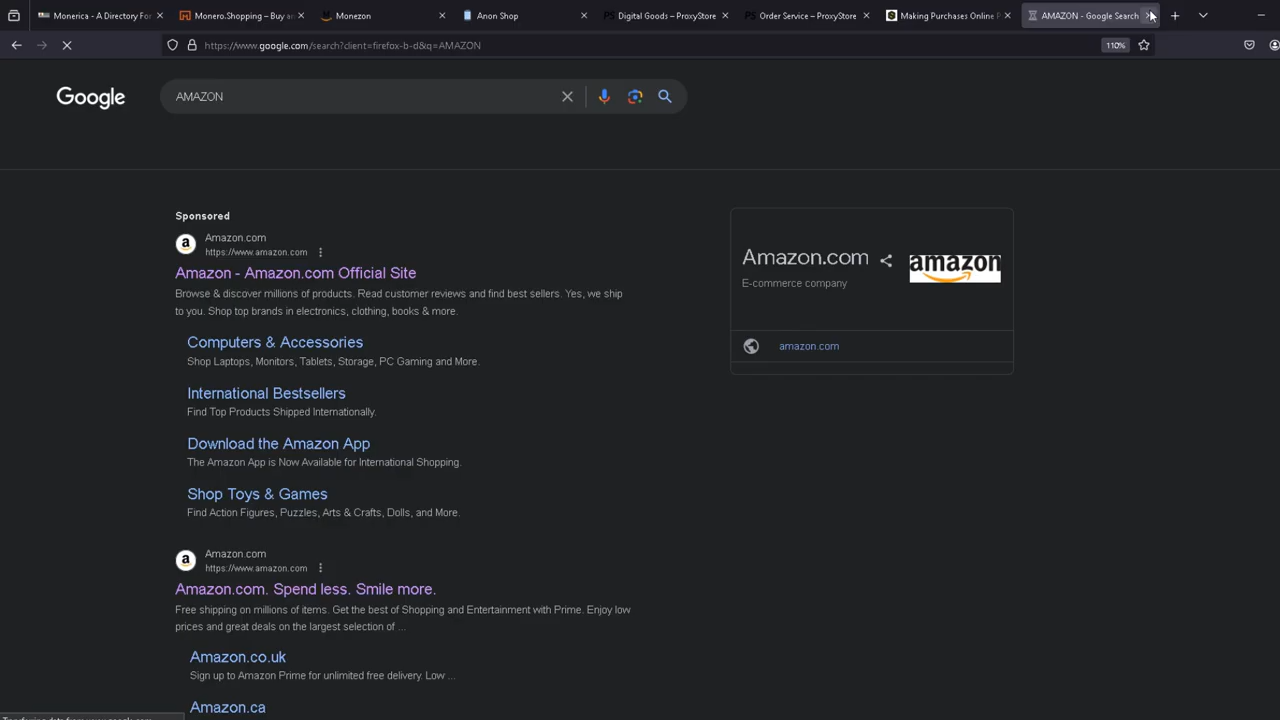 Monerica - A Directory For
Monero.Shopping – Buy an
Monezon
Anon Shop
Digital Goods – ProxyStore
Order Service – ProxyStore
Making Purchases Online P
AMAZON - Google Search
https://www.google.com/search?client=firefox-b-d&q=AMAZON
110%
Google
AMAZON
Sponsored
Amazon.com
https://www.amazon.com
Amazon - Amazon.com Official Site
Browse & discover millions of products. Read customer reviews and find best sellers. Yes, we ship
to you. Shop top brands in electronics, clothing, books & more.
Computers & Accessories
Shop Laptops, Monitors, Tablets, Storage, PC Gaming and More.
International Bestsellers
Find Top Products Shipped Internationally.
Download the Amazon App
The Amazon App is Now Available for International Shopping.
Shop Toys & Games
Find Action Figures, Puzzles, Arts & Crafts, Dolls, and More.
Amazon.com
https://www.amazon.com
Amazon.com. Spend less. Smile more.
Free shipping on millions of items. Get the best of Shopping and Entertainment with Prime. Enjoy low
prices and great deals on the largest selection of ...
Amazon.co.uk
Sign up to Amazon Prime for unlimited free delivery. Low ...
Amazon.ca
Amazon.com
amazon
E-commerce company
amazon.com